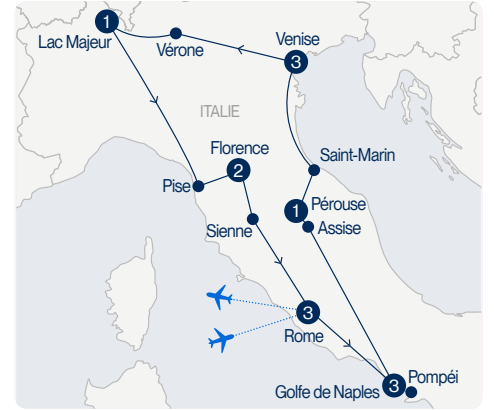 1
Lac Majeur
Vérone
Venise
3
ITALIE
Florence
2
Saint-Marin
Pise
Pérouse
1
Assise
Sienne
3
Rome
Pompéi
3
Golfe de Naples